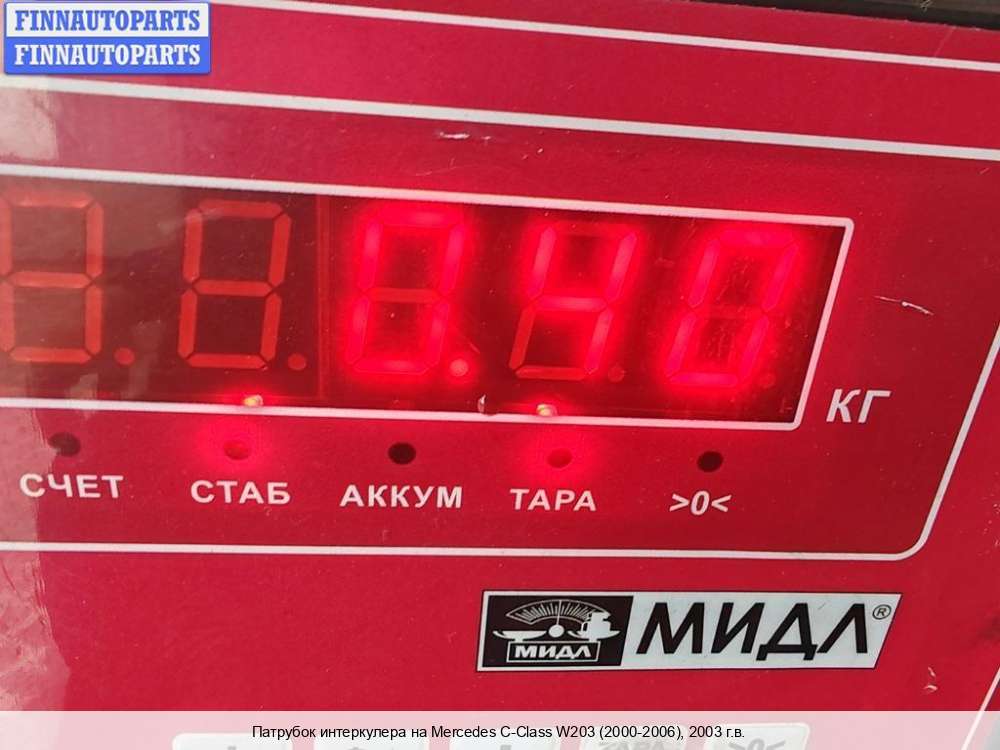 FINNAUTOPARTS
FINNAUTOPARTS
0.40
КГ
СЧЕТ СТАБ АККУМ ТАРА >0<
МИДЛ МИДЛ®
Патрубок интеркулера на Mercedes C-Class W203 (2000-2006), 2003 г.в.